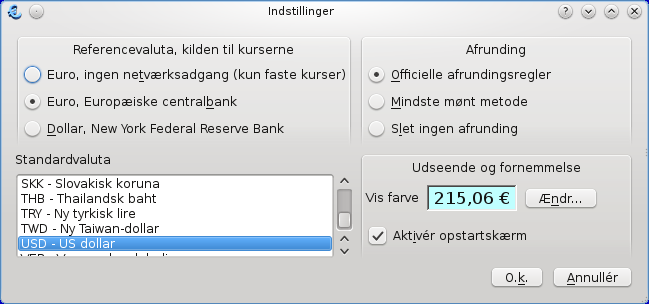 Indstillinger
Referencevaluta, kilden til kurserne
Euro, ingen netværksadgang (kun faste kurser)
Euro, Europæiske centralbank
Dollar, New York Federal Reserve Bank
Afrunding
Officielle afrundingsregler
Mindste mønt metode
Slet ingen afrunding
Standardvaluta
SKK - Slovakisk koruna
THB - Thailandsk baht
TRY - Ny tyrkisk lire
TWD - Ny Taiwan-dollar
USD - US dollar
Udseende og fornemmelse
Vis farve 215,06 € Ændr...
Aktivér opstartskærm
O.k. Annullér